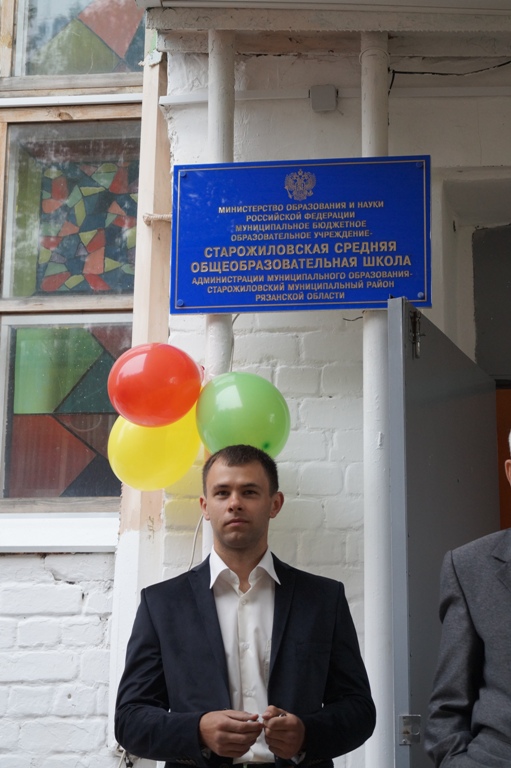 МИНИСТЕРСТВО ОБРАЗОВАНИЯ И НАУКИ
РОССИЙСКОЙ ФЕДЕРАЦИИ
МУНИЦИПАЛЬНОЕ БЮДЖЕТНОЕ
ОБРАЗОВАТЕЛЬНОЕ УЧРЕЖДЕНИЕ-
СТАРОЖИЛОВСКАЯ СРЕДНЯЯ
ОБЩЕОБРАЗОВАТЕЛЬНАЯ ШКОЛА
АДМИНИСТРАЦИИ МУНИЦИПАЛЬНОГО ОБРАЗОВАНИЯ-
СТАРОЖИЛОВСКИЙ МУНИЦИПАЛЬНЫЙ РАЙОН
РЯЗАНСКОЙ ОБЛАСТИ